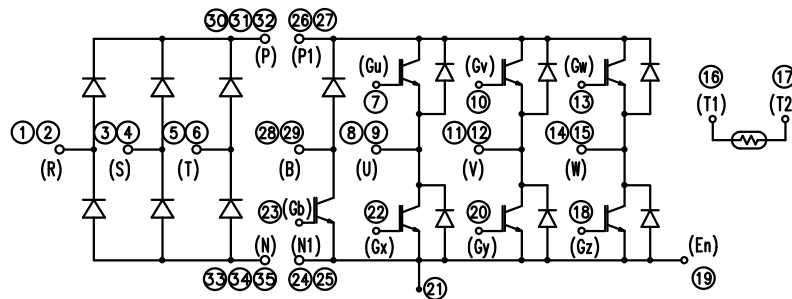 ㉚ ㉛ ㉜ ㉖ ㉗
(P) (P1)
(Gu) (Gv) (Gw)
⑦ ⑩ ⑬
⑯ ⑰
(T1) (T2)
① ② ③ ④ ⑤ ⑥ ㉘ ㉙ ⑧ ⑨ ⑪ ⑫ ⑭ ⑮
(R) (S) (T) (B) (U) (V) (W)
㉓ (Gb) ㉒ ⑳ ⑱
(N) (N1) (Gx) (Gy) (Gz) (En)
㉝ ㉞ ㉟ ㉔ ㉕ ㉑ ⑲